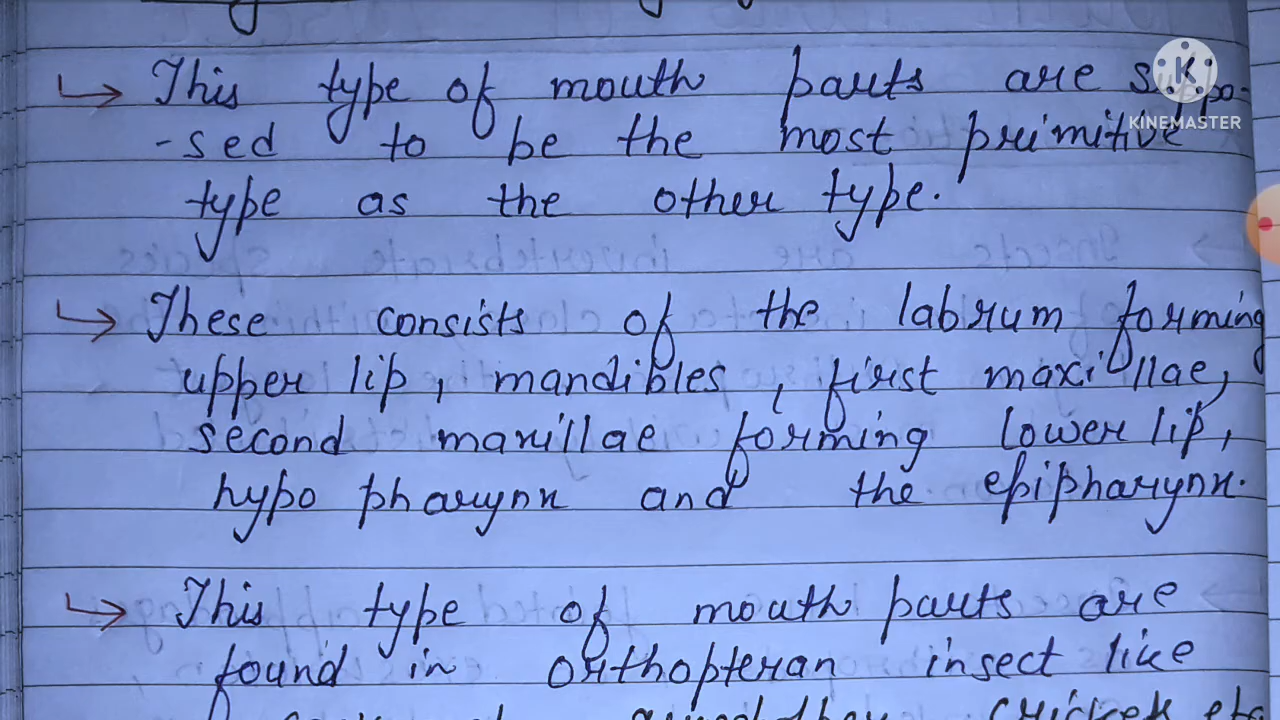 ↳ This type of mouth parts are suppo-
-sed to be the most primitive
type as the other type.
↳ These consists of the labrum forming
upper lip, mandibles, first maxillae,
second maxillae forming lower lip,
hypo pharynx and the epipharynx.
↳ This type of mouth parts are
found in orthopteran insect like
cricket etc
KINEMASTER